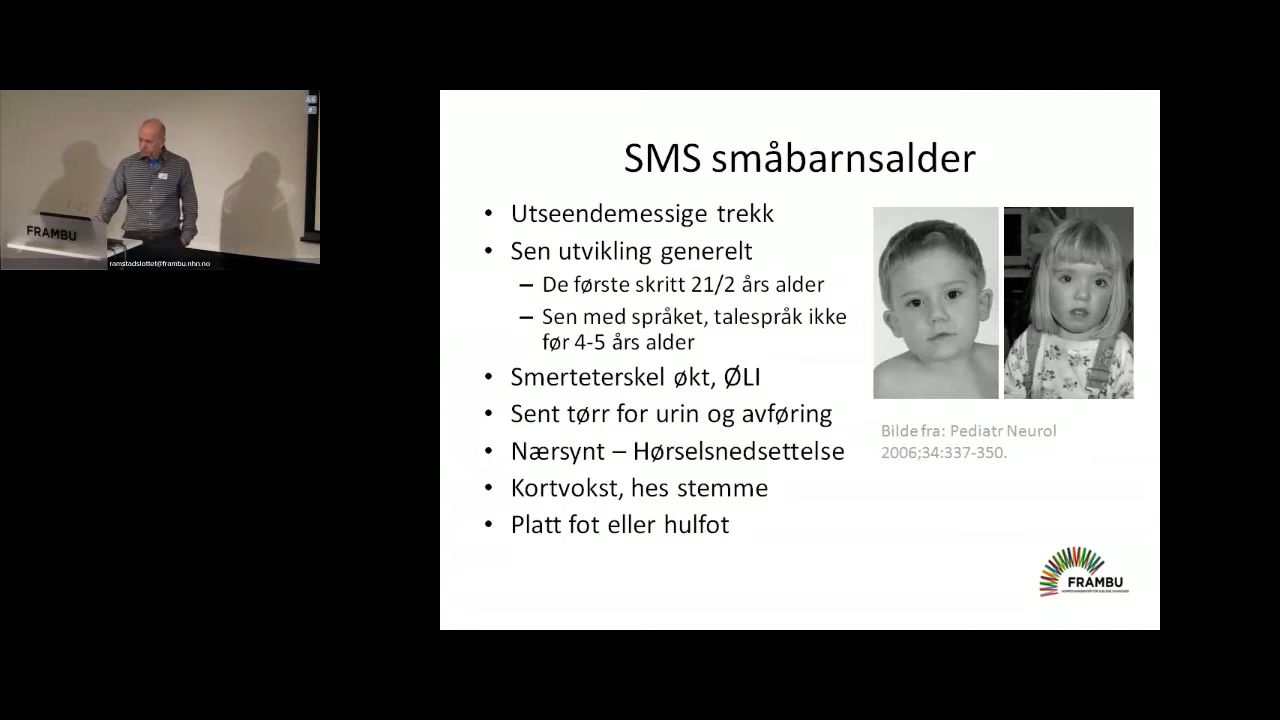 SMS småbarnsalder
• Utseendemessige trekk
• Sen utvikling generelt
– De første skritt 21/2 års alder
– Sen med språket, talespråk ikke
før 4-5 års alder
• Smerteterskel økt, ØLI
• Sent tørr for urin og avføring
• Nærsynt – Hørselsnedsettelse
• Kortvokst, hes stemme
• Platt fot eller hulfot
Bilde fra: Pediatr Neurol
2006;34:337-350.
FRAMBU
FRAMBU
ramstadslottet@frambu.nhn.no